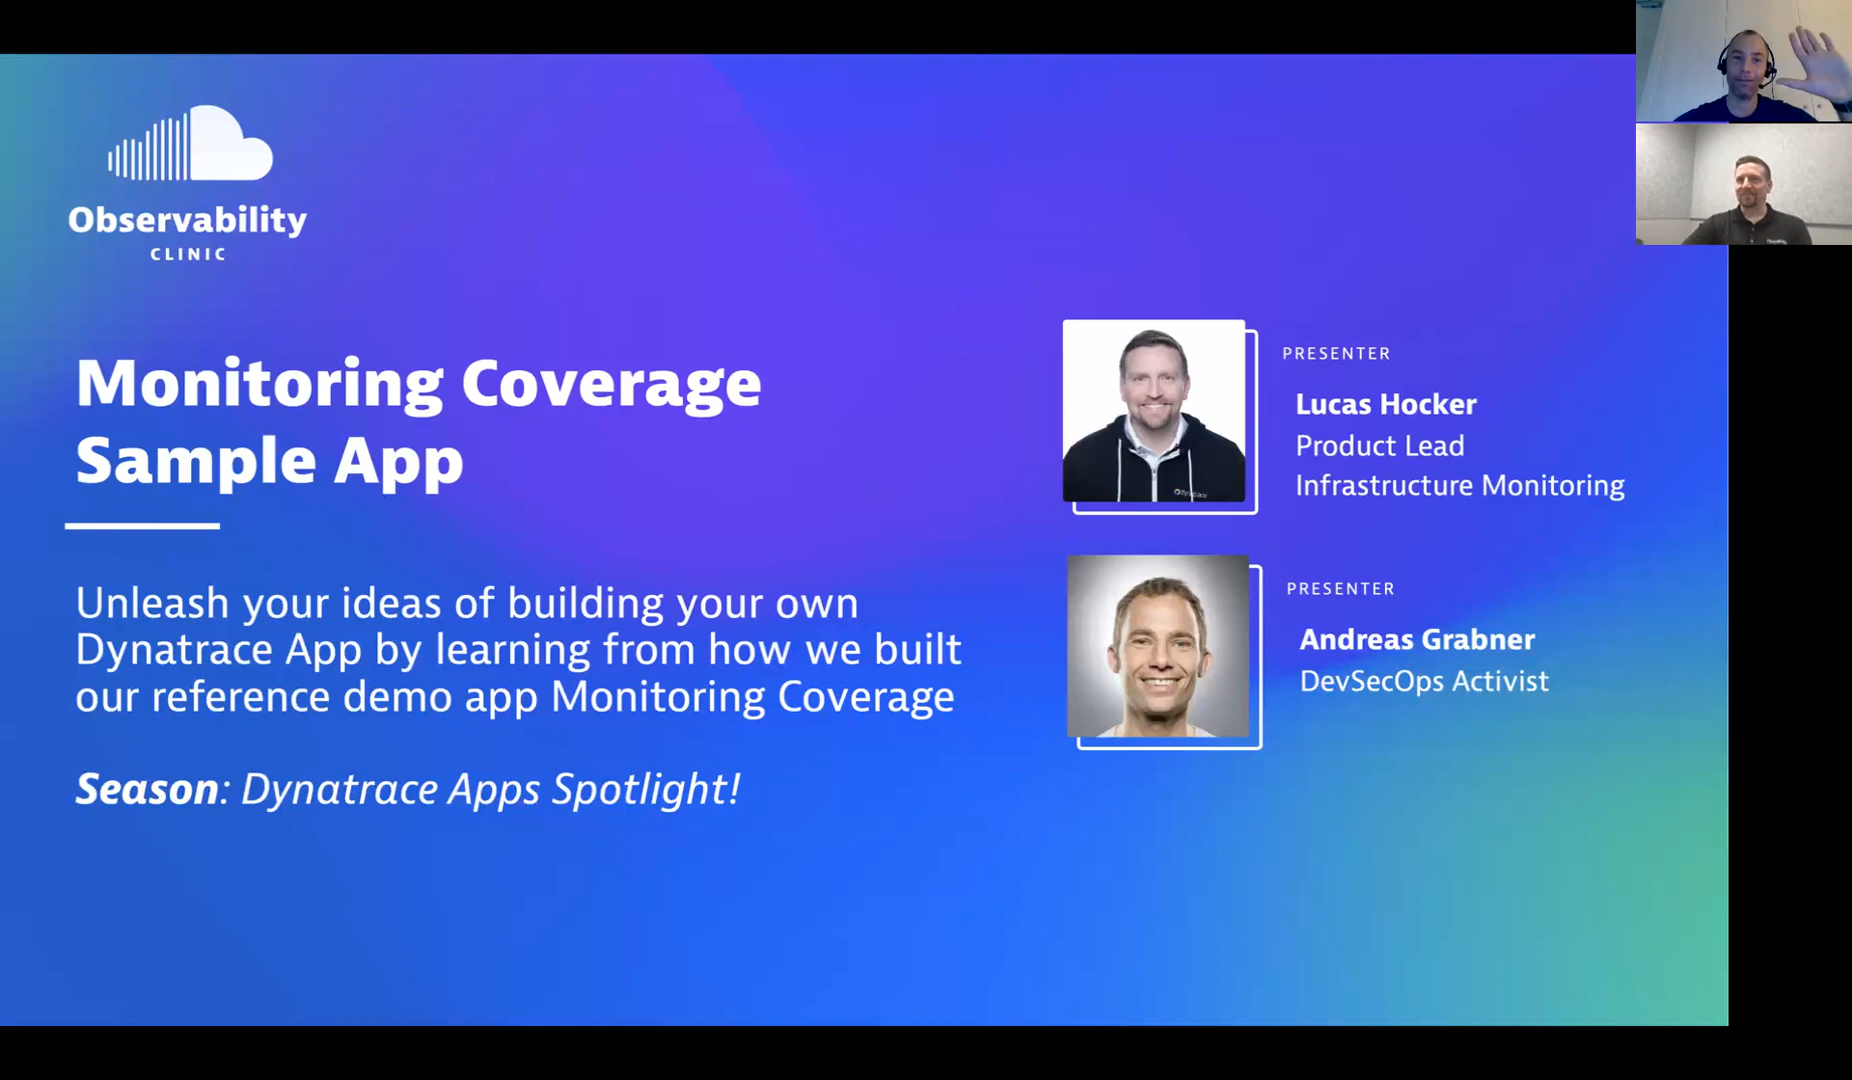 Observability
CLINIC
Monitoring Coverage
Sample App
Unleash your ideas of building your own
Dynatrace App by learning from how we built
our reference demo app Monitoring Coverage
Season: Dynatrace Apps Spotlight!
PRESENTER
Lucas Hocker
Product Lead
Infrastructure Monitoring
PRESENTER
Andreas Grabner
DevSecOps Activist